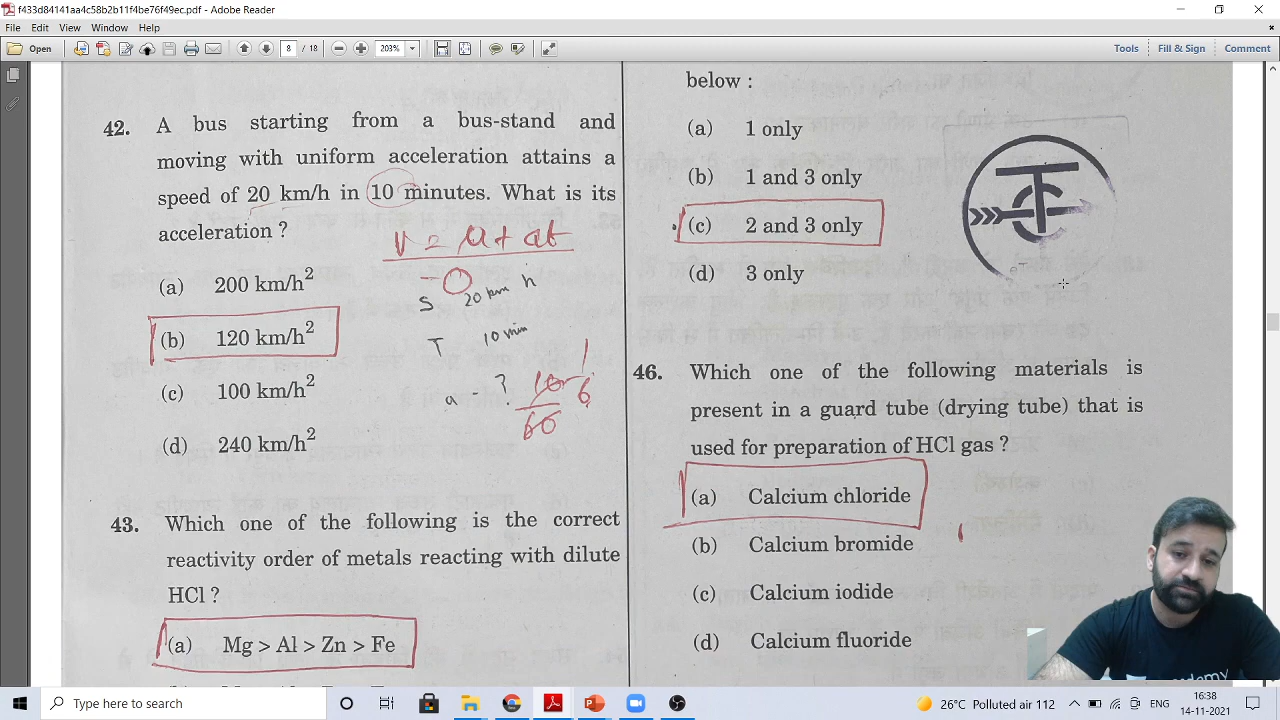 f433d84141caac5c58b2b2b11f4be76f49ec.pdf - Adobe Reader
File Edit View Window Help
Open 8 / 18 203% Tools Fill & Sign Comment
42. A bus starting from a bus-stand and
moving with uniform acceleration attains a
speed of 20 km/h in 10 minutes. What is its
acceleration ?
V = u + at
(a) 200 km/h²
(b) 120 km/h²
(c) 100 km/h²
(d) 240 km/h²
S 20 km h
T 10 min
a - ? 10 1
60 6
43. Which one of the following is the correct
reactivity order of metals reacting with dilute
HCl ?
(a) Mg > Al > Zn > Fe
below :
(a) 1 only
(b) 1 and 3 only
(c) 2 and 3 only
(d) 3 only
46. Which one of the following materials is
present in a guard tube (drying tube) that is
used for preparation of HCl gas ?
(a) Calcium chloride
(b) Calcium bromide
(c) Calcium iodide
(d) Calcium fluoride
Type here to search
26°C Polluted air 112 ENG 16:38
14-11-2021